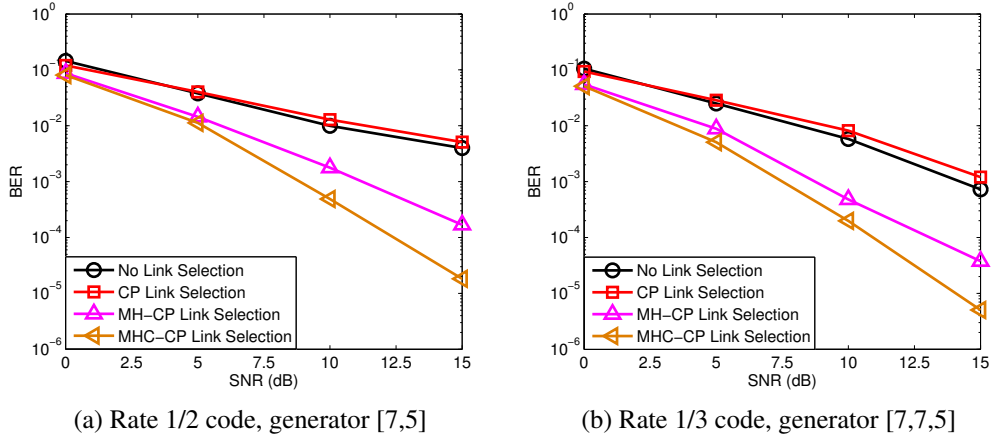 10^0
10^-1
10^-2
10^-3
10^-4
10^-5
10^-6
BER
No Link Selection
CP Link Selection
MH−CP Link Selection
MHC−CP Link Selection
0 2.5 5 7.5 10 12.5 15
SNR (dB)
(a) Rate 1/2 code, generator [7,5]
10^0
10^-1
10^-2
10^-3
10^-4
10^-5
10^-6
BER
No Link Selection
CP Link Selection
MH−CP Link Selection
MHC−CP Link Selection
0 2.5 5 7.5 10 12.5 15
SNR (dB)
(b) Rate 1/3 code, generator [7,7,5]